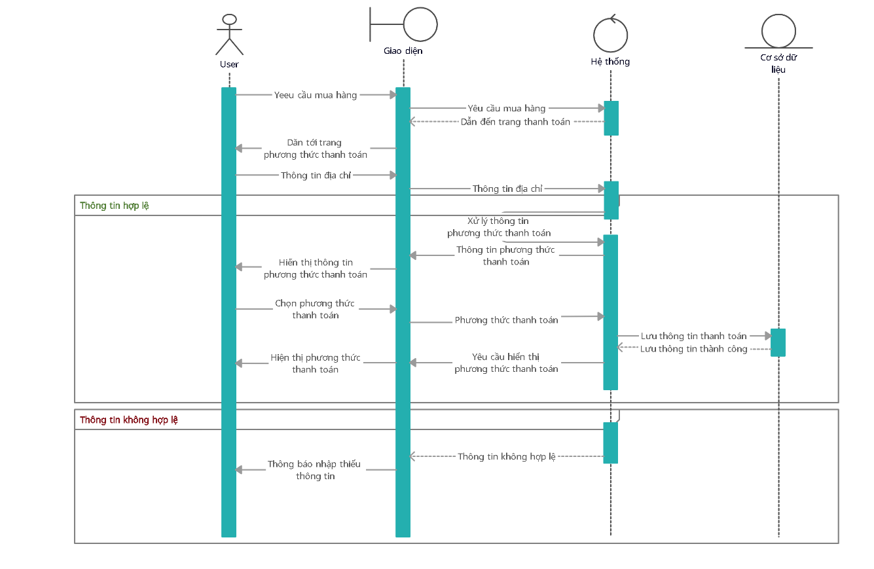 User
Giao diện
Hệ thống
Cơ sở dữ
liệu
Yeeu cầu mua hàng
Yêu cầu mua hàng
Dẫn đến trang thanh toán
Dãn tới trang
phương thức thanh toán
Thông tin địa chỉ
Thông tin địa chỉ
Thông tin hợp lệ
Xử lý thông tin
phương thức thanh toán
Thông tin phương thức
thanh toán
Hiển thị thông tin
phương thức thanh toán
Chọn phương thức
thanh toán
Phương thức thanh toán
Lưu thông tin thanh toán
Lưu thông tin thành công
Hiện thị phương thức
thanh toán
Yêu cầu hiển thị
phương thức thanh toán
Thông tin không hợp lệ
Thông tin không hợp lệ
Thông báo nhập thiếu
thông tin